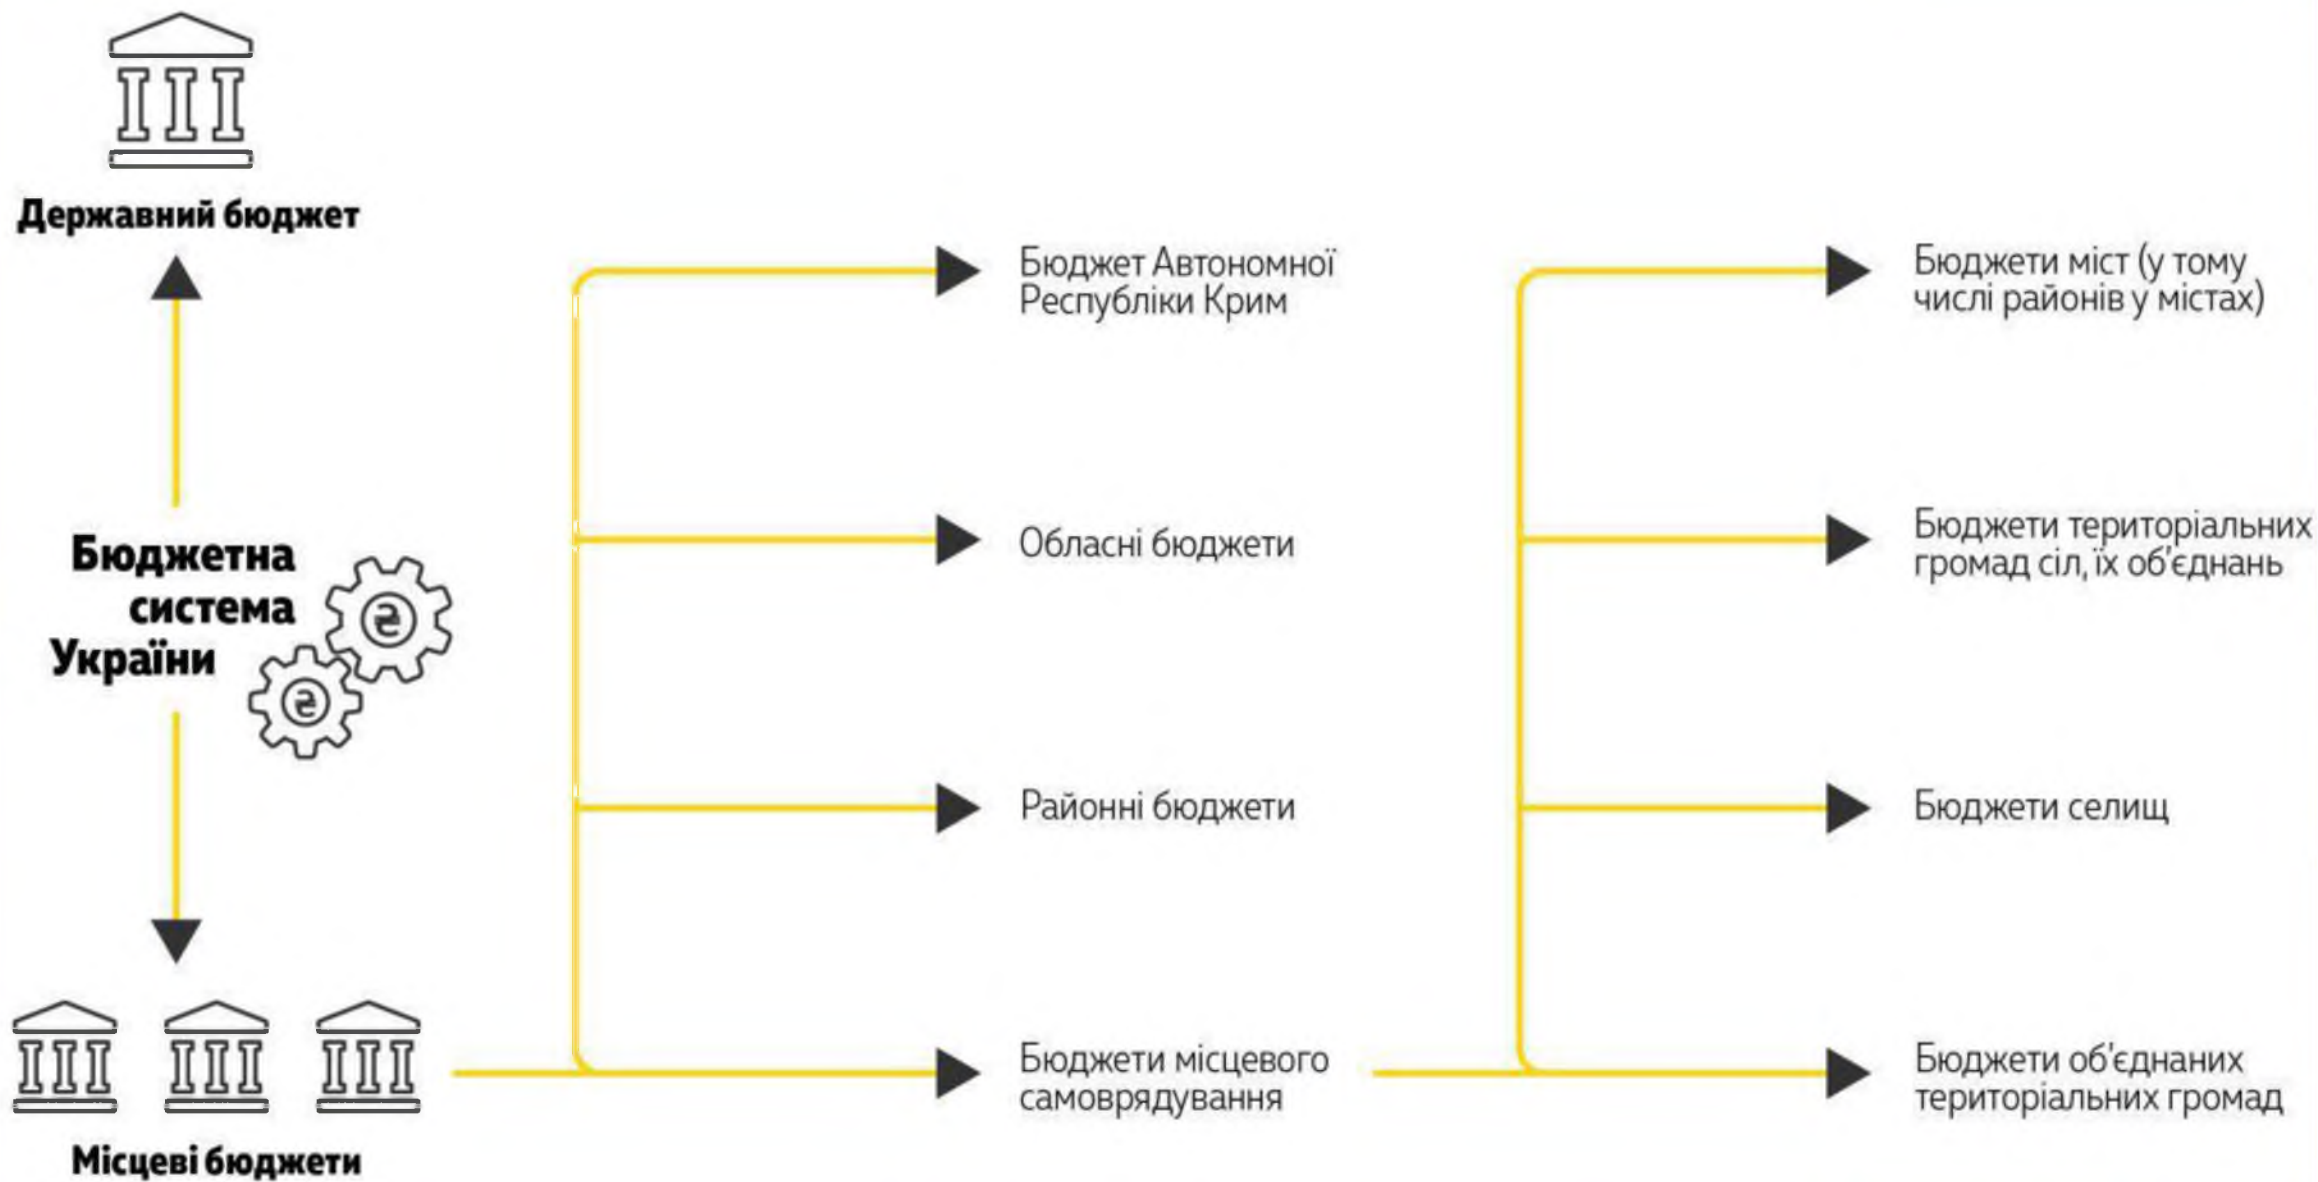 Державний бюджет
Бюджетна
система
України
₴
₴
Місцеві бюджети
Бюджет Автономної
Республіки Крим
Обласні бюджети
Районні бюджети
Бюджети місцевого
самоврядування
Бюджети міст (у тому
числі районів у містах)
Бюджети територіальних
громад сіл, їх об'єднань
Бюджети селищ
Бюджети об'єднаних
територіальних громад